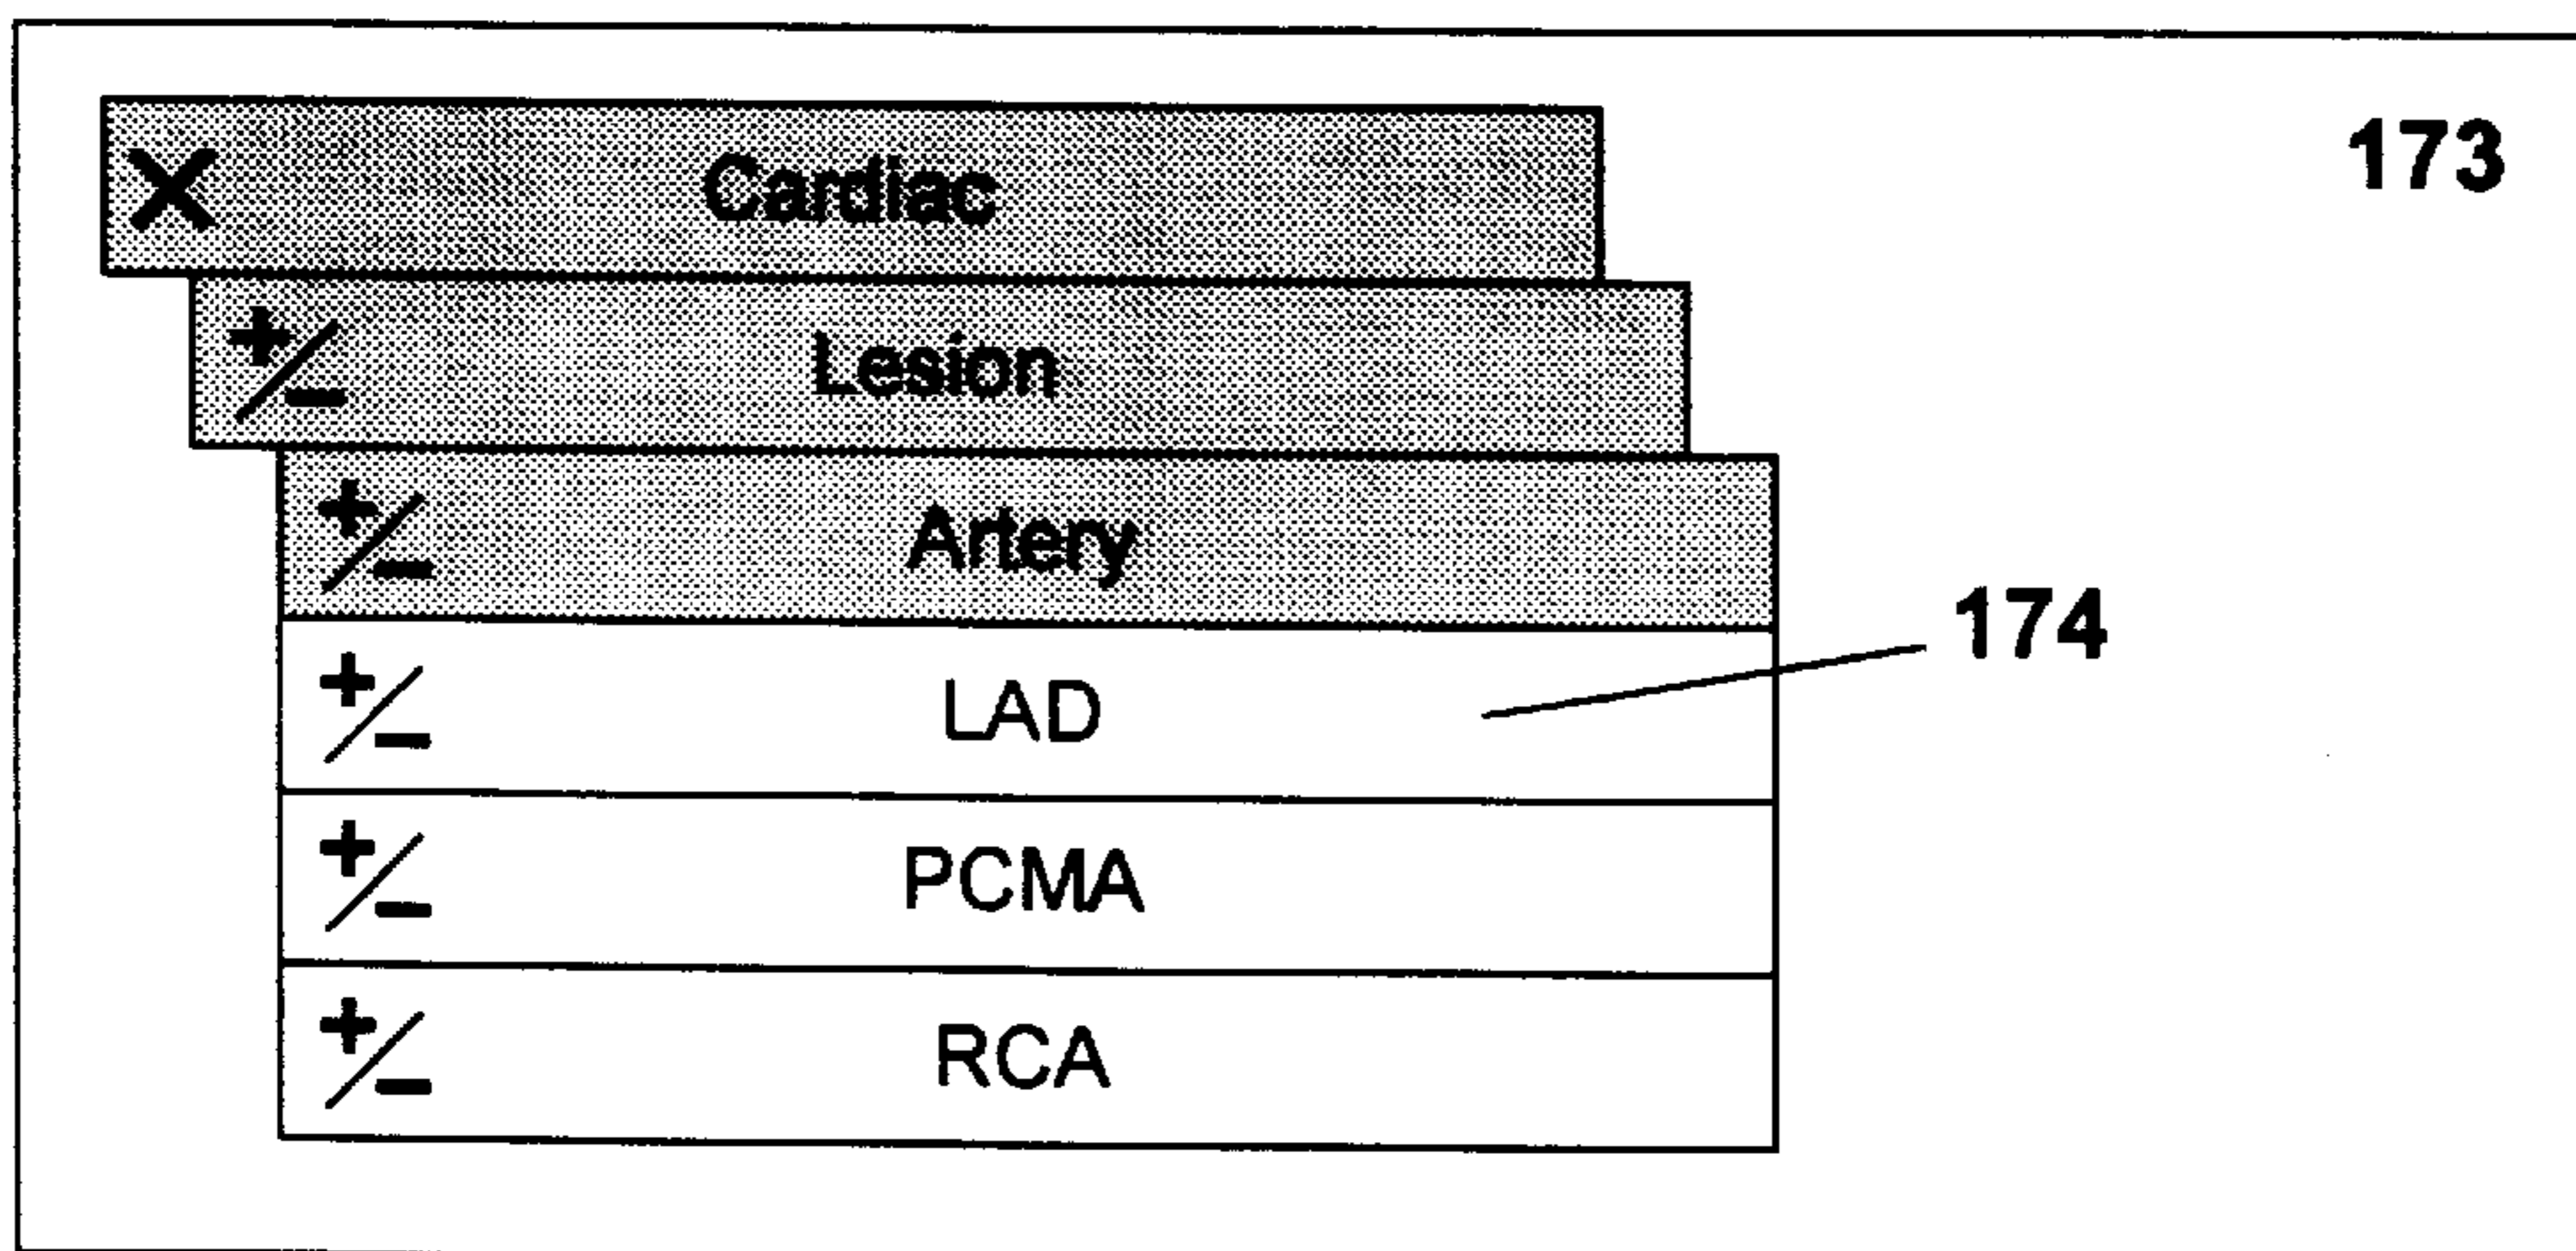 X Cardiac 173
+/- Lesion
+/- Artery
174
+/- LAD
+/- PCMA
+/- RCA